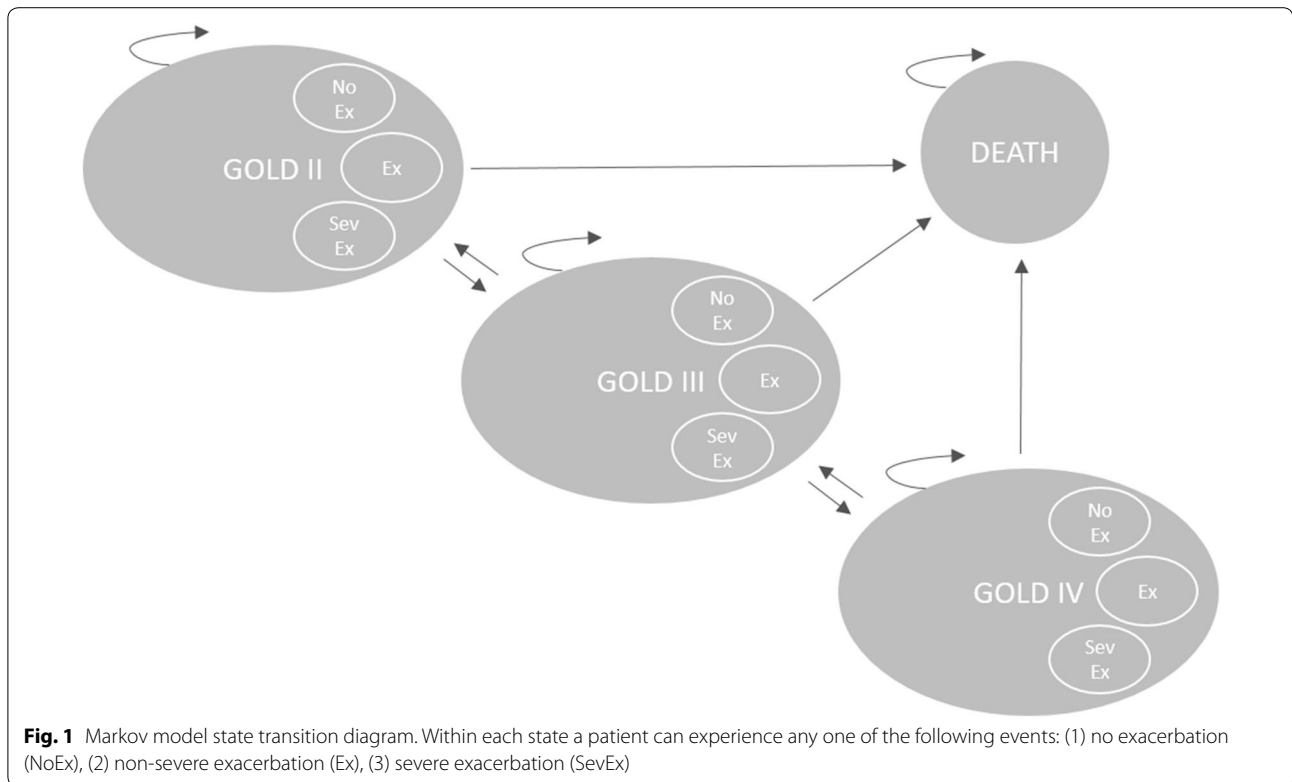 No
Ex
GOLD II
Ex
Sev
Ex
DEATH
No
Ex
GOLD III
Ex
Sev
Ex
No
Ex
GOLD IV
Ex
Sev
Ex
Fig. 1 Markov model state transition diagram. Within each state a patient can experience any one of the following events: (1) no exacerbation
(NoEx), (2) non-severe exacerbation (Ex), (3) severe exacerbation (SevEx)